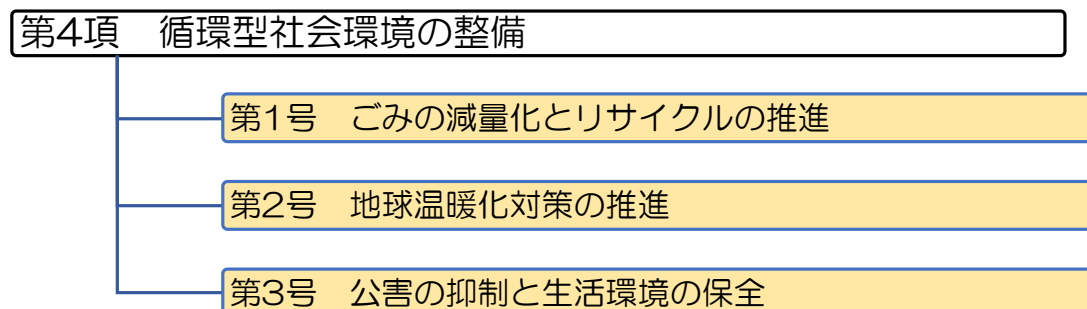 第4項　循環型社会環境の整備
第1号　ごみの減量化とリサイクルの推進
第2号　地球温暖化対策の推進
第3号　公害の抑制と生活環境の保全